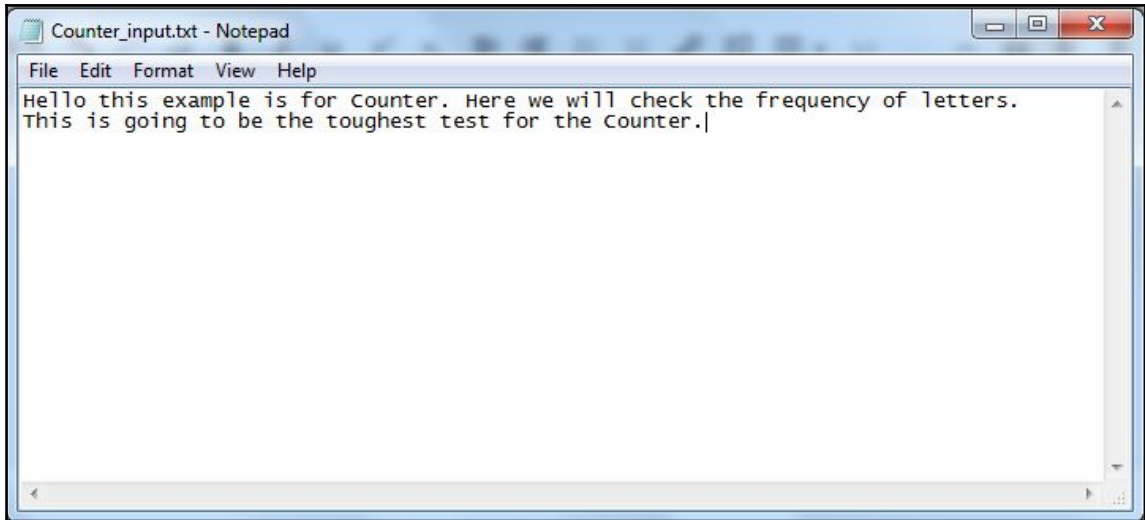 Counter_input.txt - Notepad
File Edit Format View Help
Hello this example is for Counter. Here we will check the frequency of letters.
This is going to be the toughest test for the Counter.